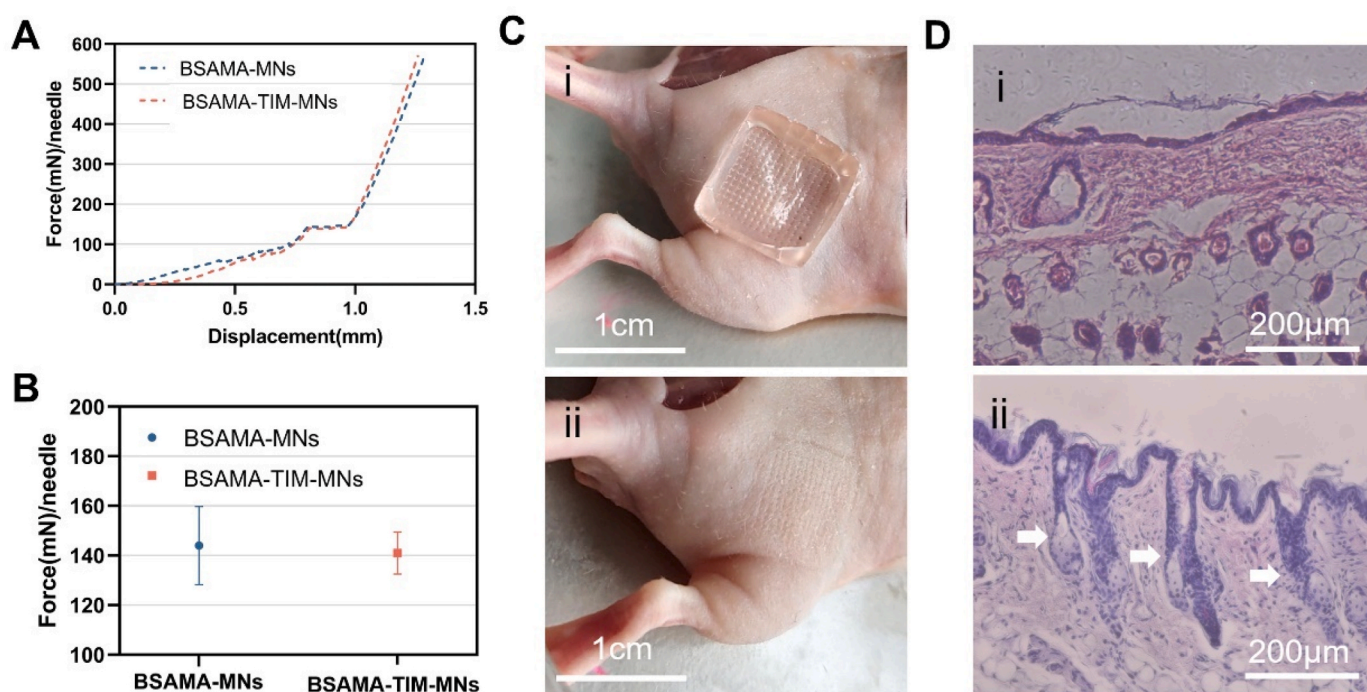 A
Force(mN)/needle
600
500
400
300
200
100
0
BSAMA-MNs
BSAMA-TIM-MNs
0.0 0.5 1.0 1.5
Displacement(mm)
B
Force(mN)/needle
200
180
160
140
120
100
BSAMA-MNs
BSAMA-TIM-MNs
BSAMA-MNs BSAMA-TIM-MNs
C
i
1cm
ii
1cm
D
i
200μm
ii
200μm